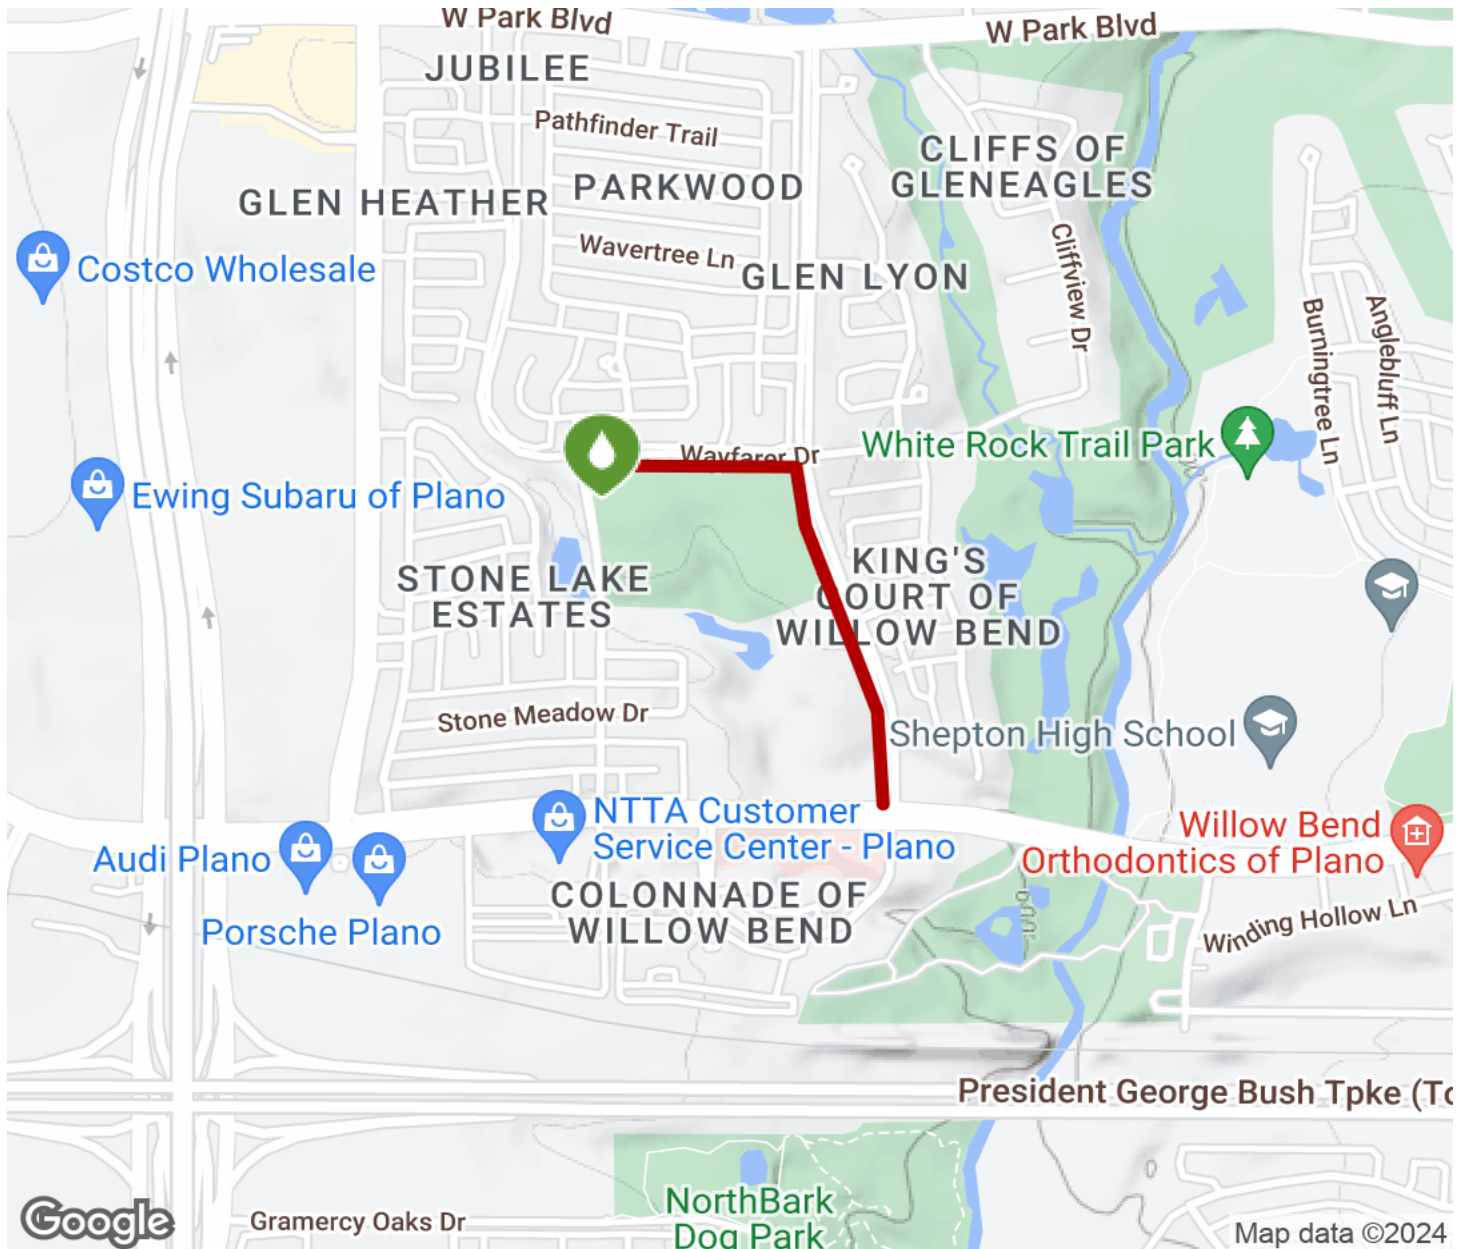 W Park Blvd
W Park Blvd
JUBILEE
Pathfinder Trail
CLIFFS OF
GLENEAGLES
PARKWOOD
GLEN HEATHER
Wavertree Ln
Cliffview Dr
Costco Wholesale
GLEN LYON
Burningtree Ln
Anglebluff Ln
Wayfarer Dr
White Rock Trail Park
Ewing Subaru of Plano
KING'S
COURT OF
WILLOW BEND
STONE LAKE
ESTATES
Stone Meadow Dr
Shepton High School
NTTA Customer
Service Center - Plano
Willow Bend
Orthodontics of Plano
Audi Plano
COLONNADE OF
WILLOW BEND
Porsche Plano
Winding Hollow Ln
President George Bush Tpke (To
NorthBark
Dog Park
Google
Gramercy Oaks Dr
Map data ©2024